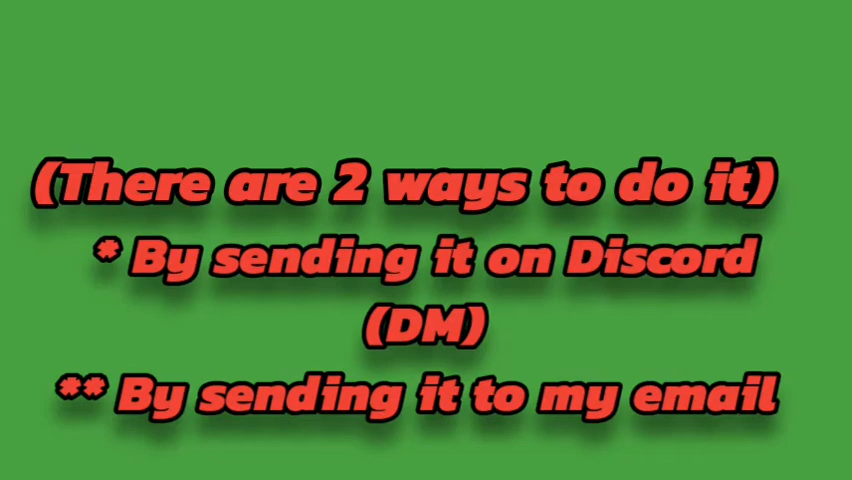 (There are 2 ways to do it)
* By sending it on Discord
(DM)
** By sending it to my email